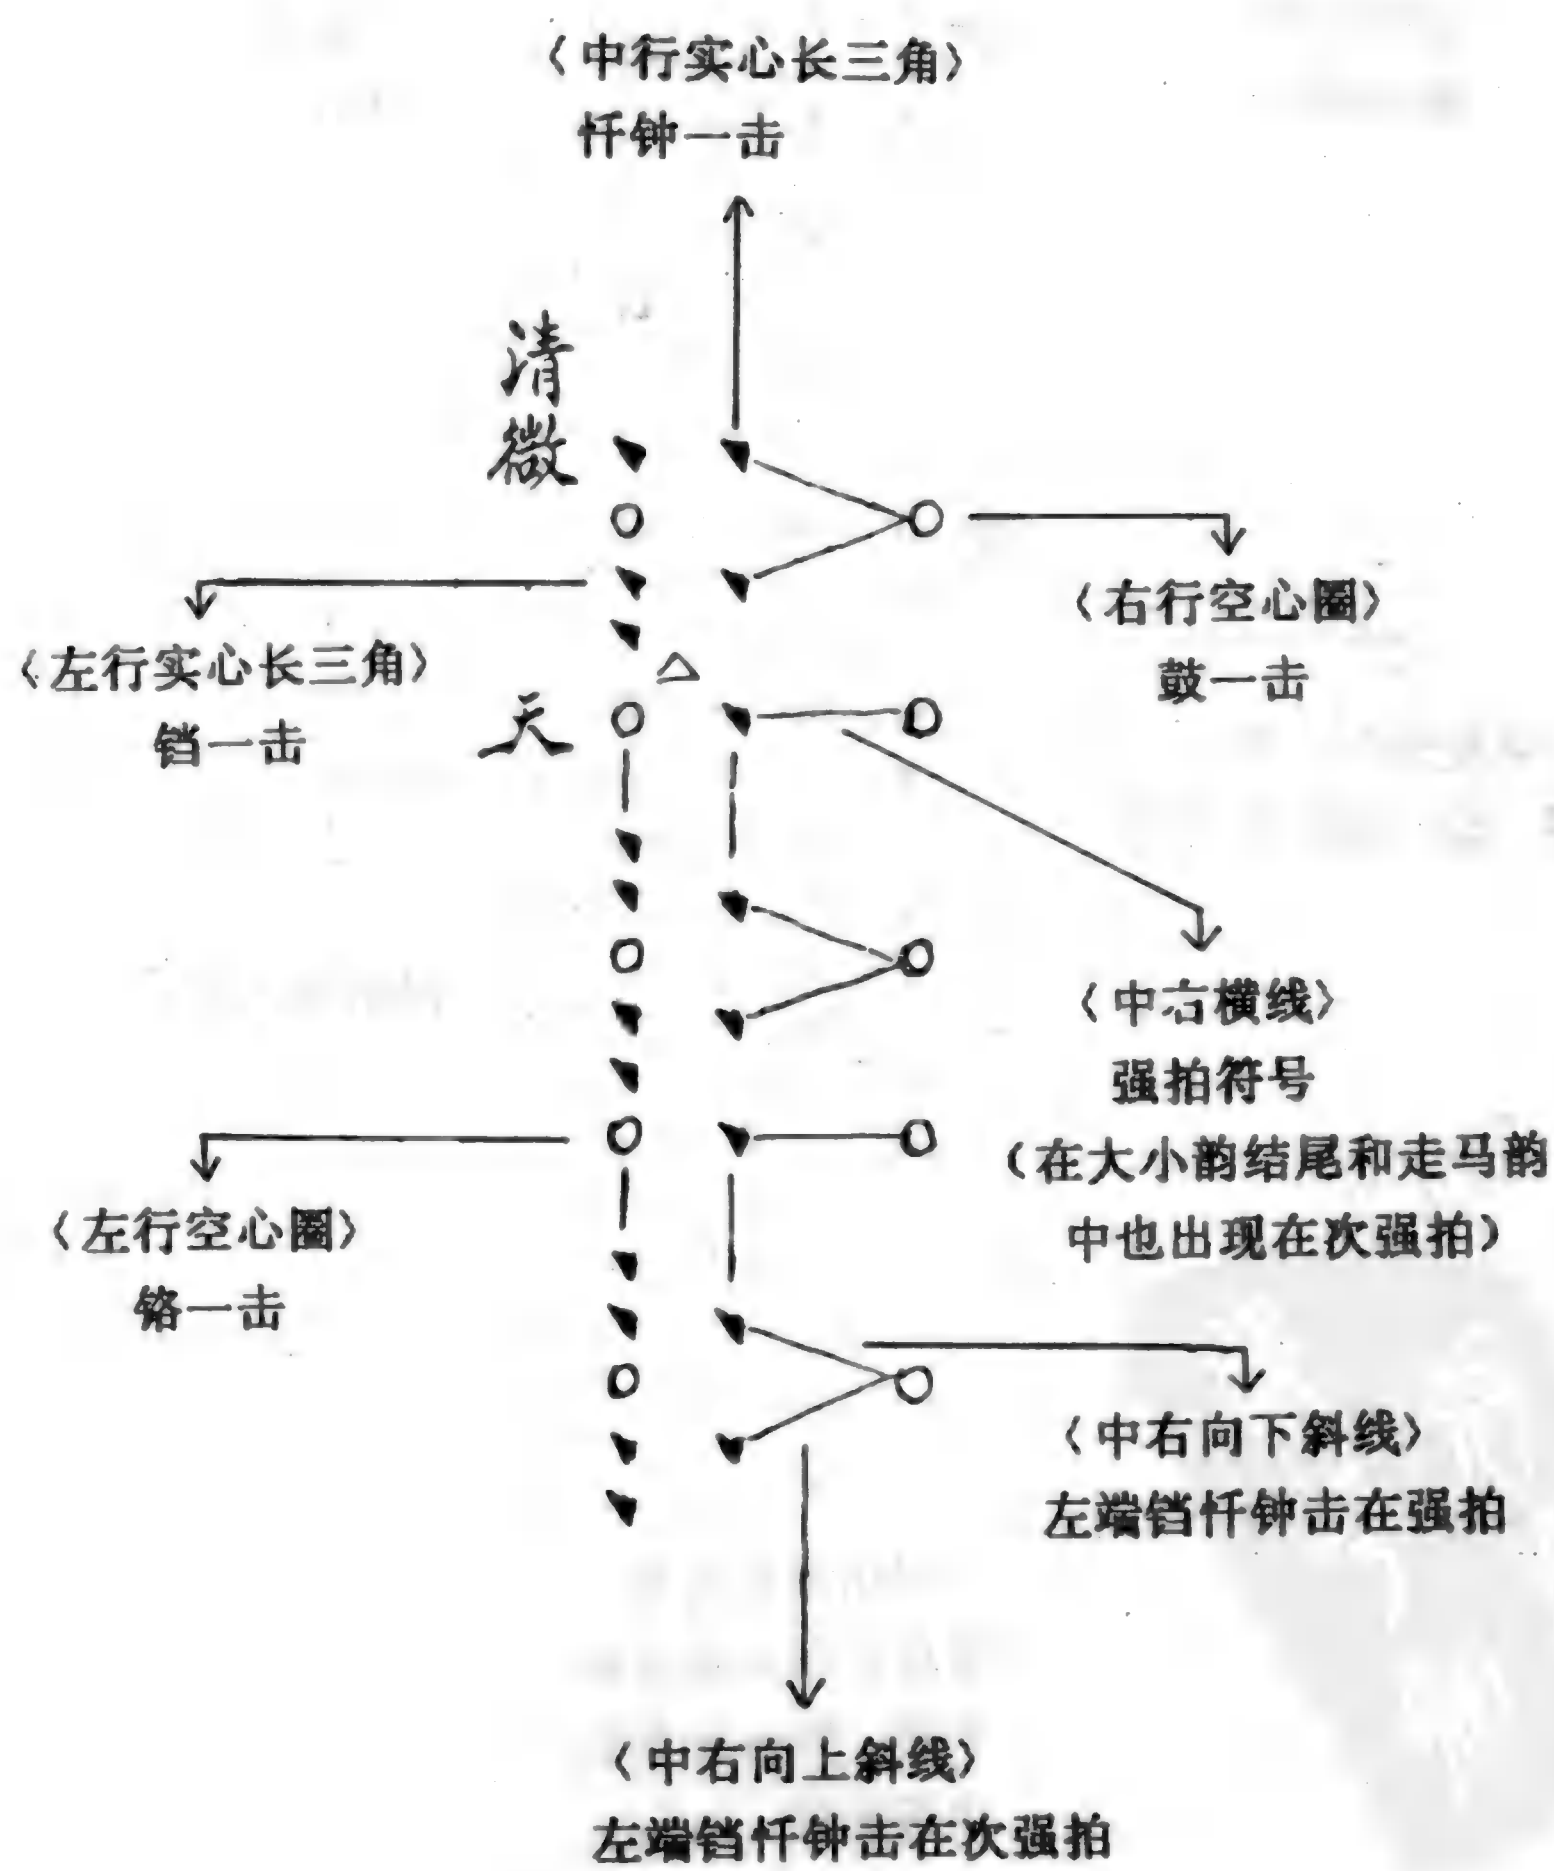 〈中行实心长三角〉
忏钟一击
清
微
〈右行空心圈〉
鼓一击
〈左行实心长三角〉
铛一击
天
〈中右横线〉
强拍符号
(在大小韵结尾和走马韵
中也出现在次强拍)
〈左行空心圈〉
铬一击
〈中右向下斜线〉
左端铛忏钟击在强拍
〈中右向上斜线〉
左端铛忏钟击在次强拍